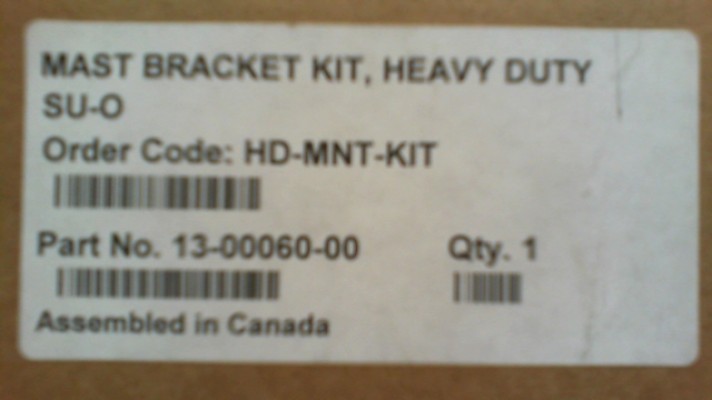 MAST BRACKET KIT, HEAVY DUTY
SU-O
Order Code: HD-MNT-KIT
Part No. 13-00060-00 Qty. 1
Assembled in Canada